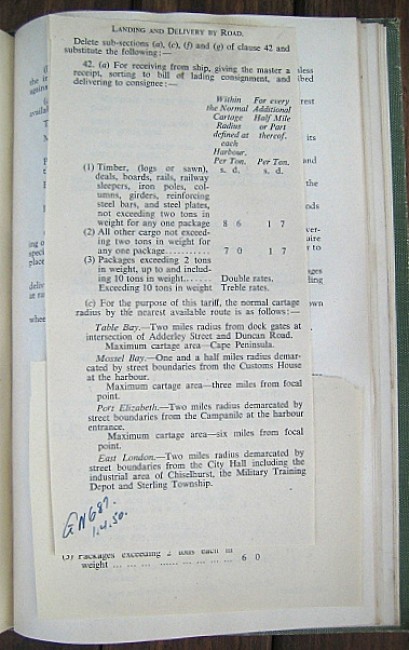 LANDING AND DELIVERY BY ROAD.
Delete sub-sections (a), (c), (f) and (g) of clause 42 and
substitute the following:—
42. (a) For receiving from ship, giving the master a
receipt, sorting to bill of lading consignment, and
delivering to consignee:—
Within For every
the Normal Additional
Cartage Half Mile
Radius or Part
defined at thereof.
each
Harbour.
Per Ton. Per Ton.
s. d. s. d.
(1) Timber, (logs or sawn),
deals, boards, rails, railway
sleepers, iron poles, col-
umns, girders, reinforcing
steel bars, and steel plates,
not exceeding two tons in
weight for any one package 8 6 1 7
(2) All other cargo not exceed-
ing two tons in weight for
any one package........... 7 0 1 7
(3) Packages exceeding 2 tons
in weight, up to and includ-
ing 10 tons in weight...... Double rates.
Exceeding 10 tons in weight Treble rates.
(c) For the purpose of this tariff, the normal cartage
radius by the nearest available route is as follows:—
Table Bay.—Two miles radius from dock gates at
intersection of Adderley Street and Duncan Road.
Maximum cartage area—Cape Peninsula.
Mossel Bay.—One and a half miles radius demar-
cated by street boundaries from the Customs House
at the harbour.
Maximum cartage area—three miles from focal
point.
Port Elizabeth.—Two miles radius demarcated by
street boundaries from the Campanile at the harbour
entrance.
Maximum cartage area—six miles from focal
point.
East London.—Two miles radius demarcated by
street boundaries from the City Hall including the
industrial area of Chiselhurst, the Military Training
Depot and Sterling Township.
GN687.
1.4.50.
(3) Packages exceeding 2 tons each in
weight ... ... ... ... ... ... ... ... 6 0